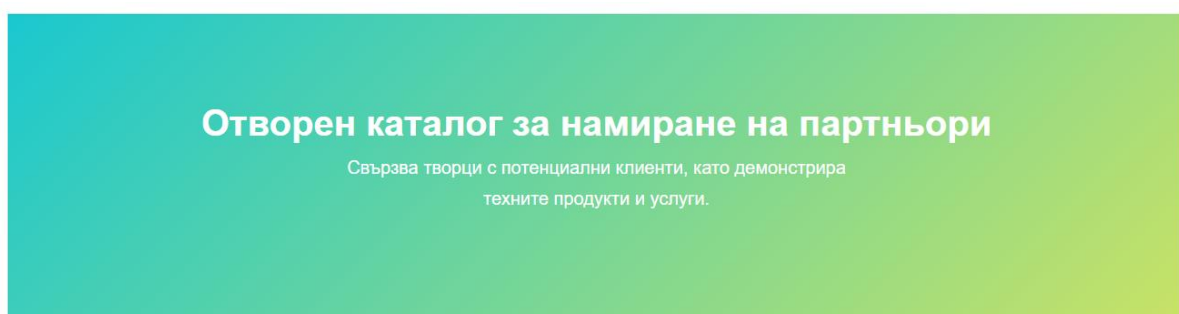 Отворен каталог за намиране на партньори
Свързва творци с потенциални клиенти, като демонстрира
техните продукти и услуги.